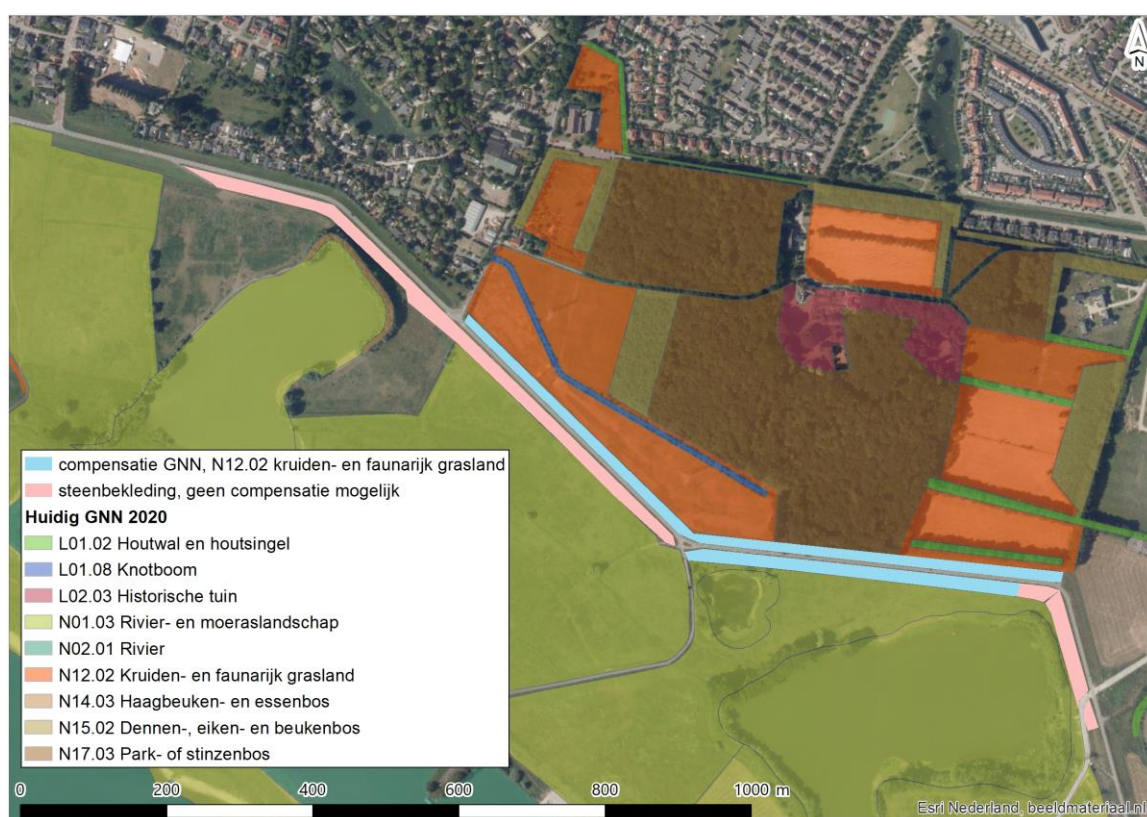 N
compensatie GNN, N12.02 kruiden- en faunarijk grasland
steenbekleding, geen compensatie mogelijk
Huidig GNN 2020
L01.02 Houtwal en houtsingel
L01.08 Knotboom
L02.03 Historische tuin
N01.03 Rivier- en moeraslandschap
N02.01 Rivier
N12.02 Kruiden- en faunarijk grasland
N14.03 Haagbeuken- en essenbos
N15.02 Dennen-, eiken- en beukenbos
N17.03 Park- of stinzenbos
0 200 400 600 800 1000 m
Esri Nederland, beeldmateriaal.nl